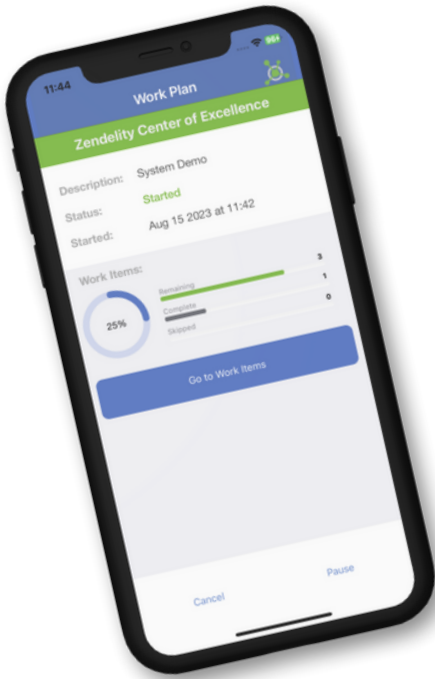 11:44
96+
Work Plan
Zendelity Center of Excellence
Description: System Demo
Status: Started
Started: Aug 15 2023 at 11:42
Work Items:
25%
Remaining 3
Complete 1
Skipped 0
Go to Work Items
Cancel
Pause